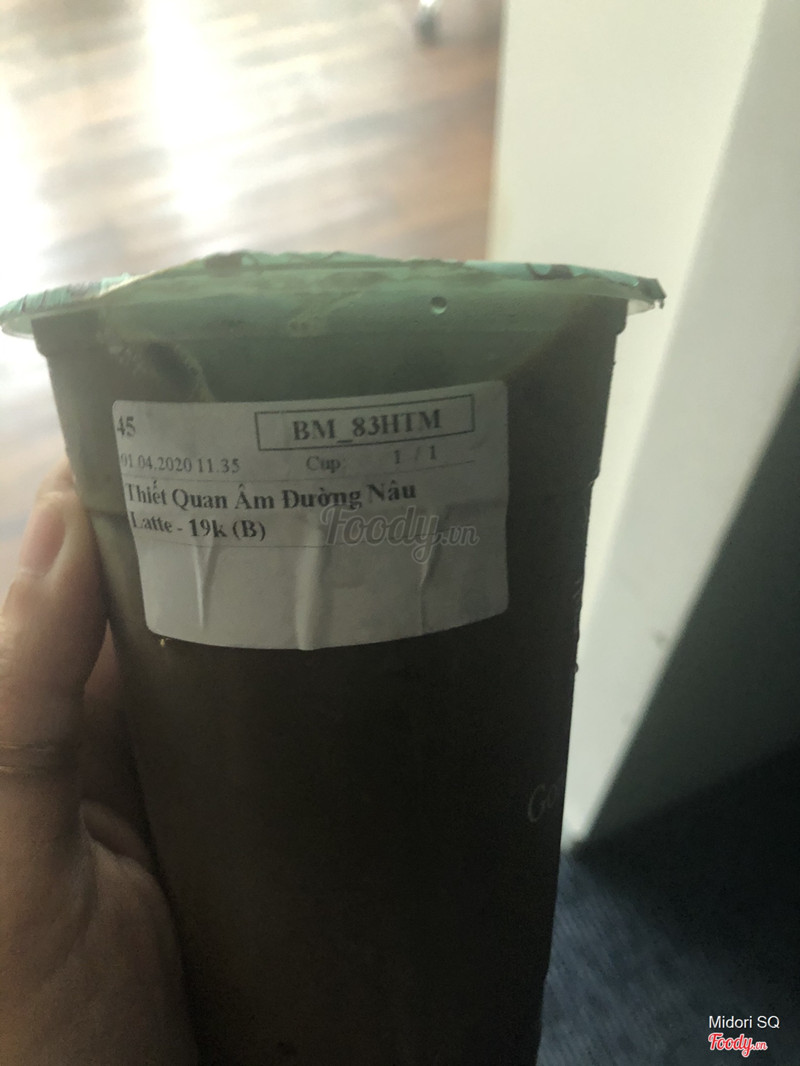 45
BM_83HTM
01.04.2020 11.35 Cup: 1 / 1
Thiết Quan Âm Đường Nâu
Latte - 19k (B)
Foody.vn
Midori SQ
Foody.vn